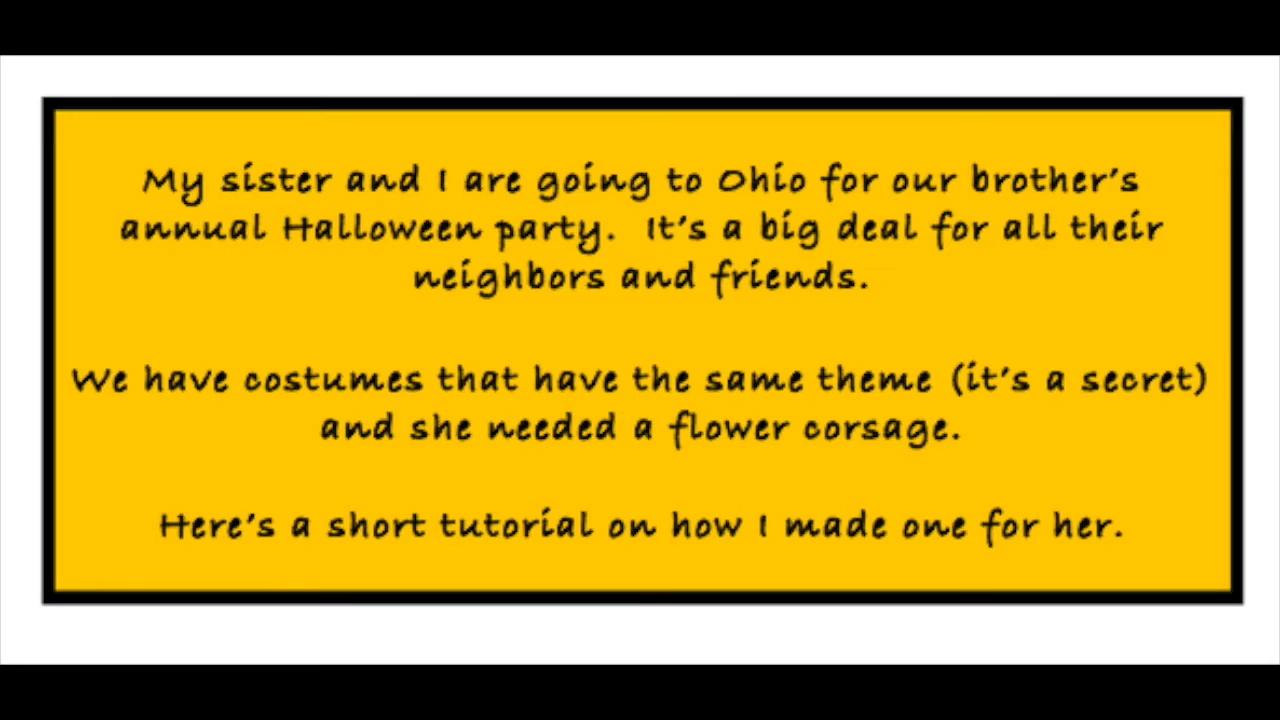 My sister and I are going to Ohio for our brother's
annual Halloween party.  It's a big deal for all their
neighbors and friends.
We have costumes that have the same theme (it's a secret)
and she needed a flower corsage.
Here's a short tutorial on how I made one for her.